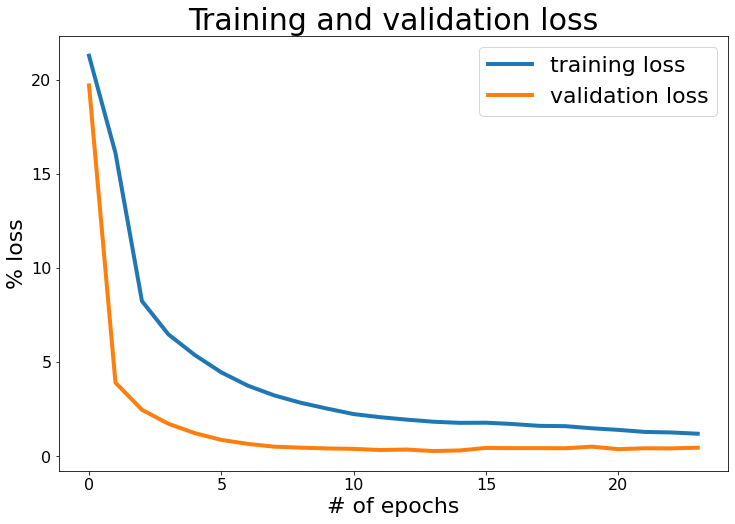 Training and validation loss
training loss
validation loss
% loss
20
15
10
5
0
0 5 10 15 20
# of epochs